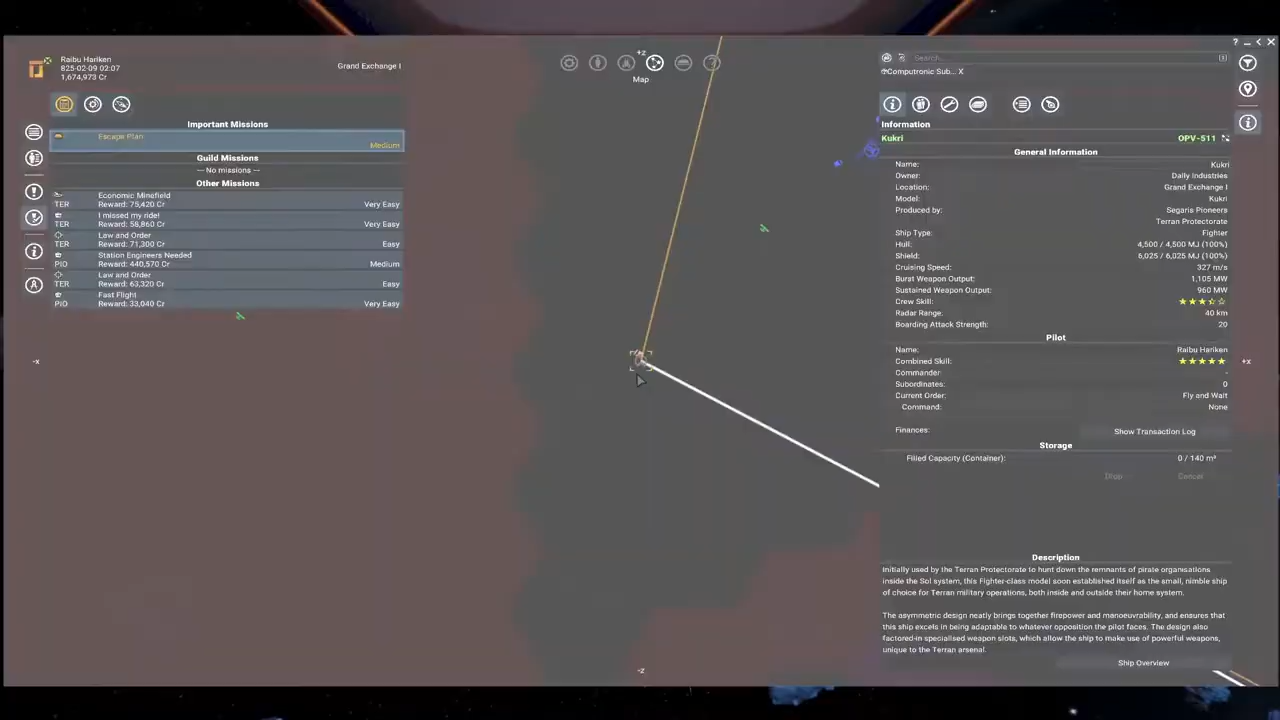 Raibu Hariken
825-02-09 02:07
1,674,973 Cr
Grand Exchange I
Important Missions
Escape Plan
Medium
Guild Missions
-- No missions --
Other Missions
Economic Minefield
TER Reward: 75,420 Cr Very Easy
I missed my ride!
TER Reward: 58,860 Cr Very Easy
Law and Order
TER Reward: 71,300 Cr Easy
Station Engineers Needed
PIO Reward: 440,570 Cr Medium
Law and Order
TER Reward: 63,320 Cr Easy
Fast Flight
PIO Reward: 33,040 Cr Very Easy
+z
Map
-x
+x
-z
? _ < X
Search...
Computronic Sub... X
Information
Kukri OPV-511
General Information
Name: Kukri
Owner: Daily Industries
Location: Grand Exchange I
Model: Kukri
Produced by: Segaris Pioneers
Terran Protectorate
Ship Type: Fighter
Hull: 4,500 / 4,500 MJ (100%)
Shield: 6,025 / 6,025 MJ (100%)
Cruising Speed: 327 m/s
Burst Weapon Output: 1,105 MW
Sustained Weapon Output: 960 MW
Crew Skill:
Radar Range: 40 km
Boarding Attack Strength: 20
Pilot
Name: Raibu Hariken
Combined Skill:
Commander: -
Subordinates: 0
Current Order: Fly and Wait
Command: None
Finances: Show Transaction Log
Storage
Filled Capacity (Container): 0 / 140 m³
Drop... Cancel
Description
Initially used by the Terran Protectorate to hunt down the remnants of pirate organisations
inside the Sol system, this Fighter-class model soon established itself as the small, nimble ship
of choice for Terran military operations, both inside and outside their home system.
The asymmetric design neatly brings together firepower and manoeuvrability, and ensures that
this ship excels in being adaptable to whatever opposition the pilot faces. The design also
factored-in specialised weapon slots, which allow the ship to make use of powerful weapons,
unique to the Terran arsenal.
Ship Overview